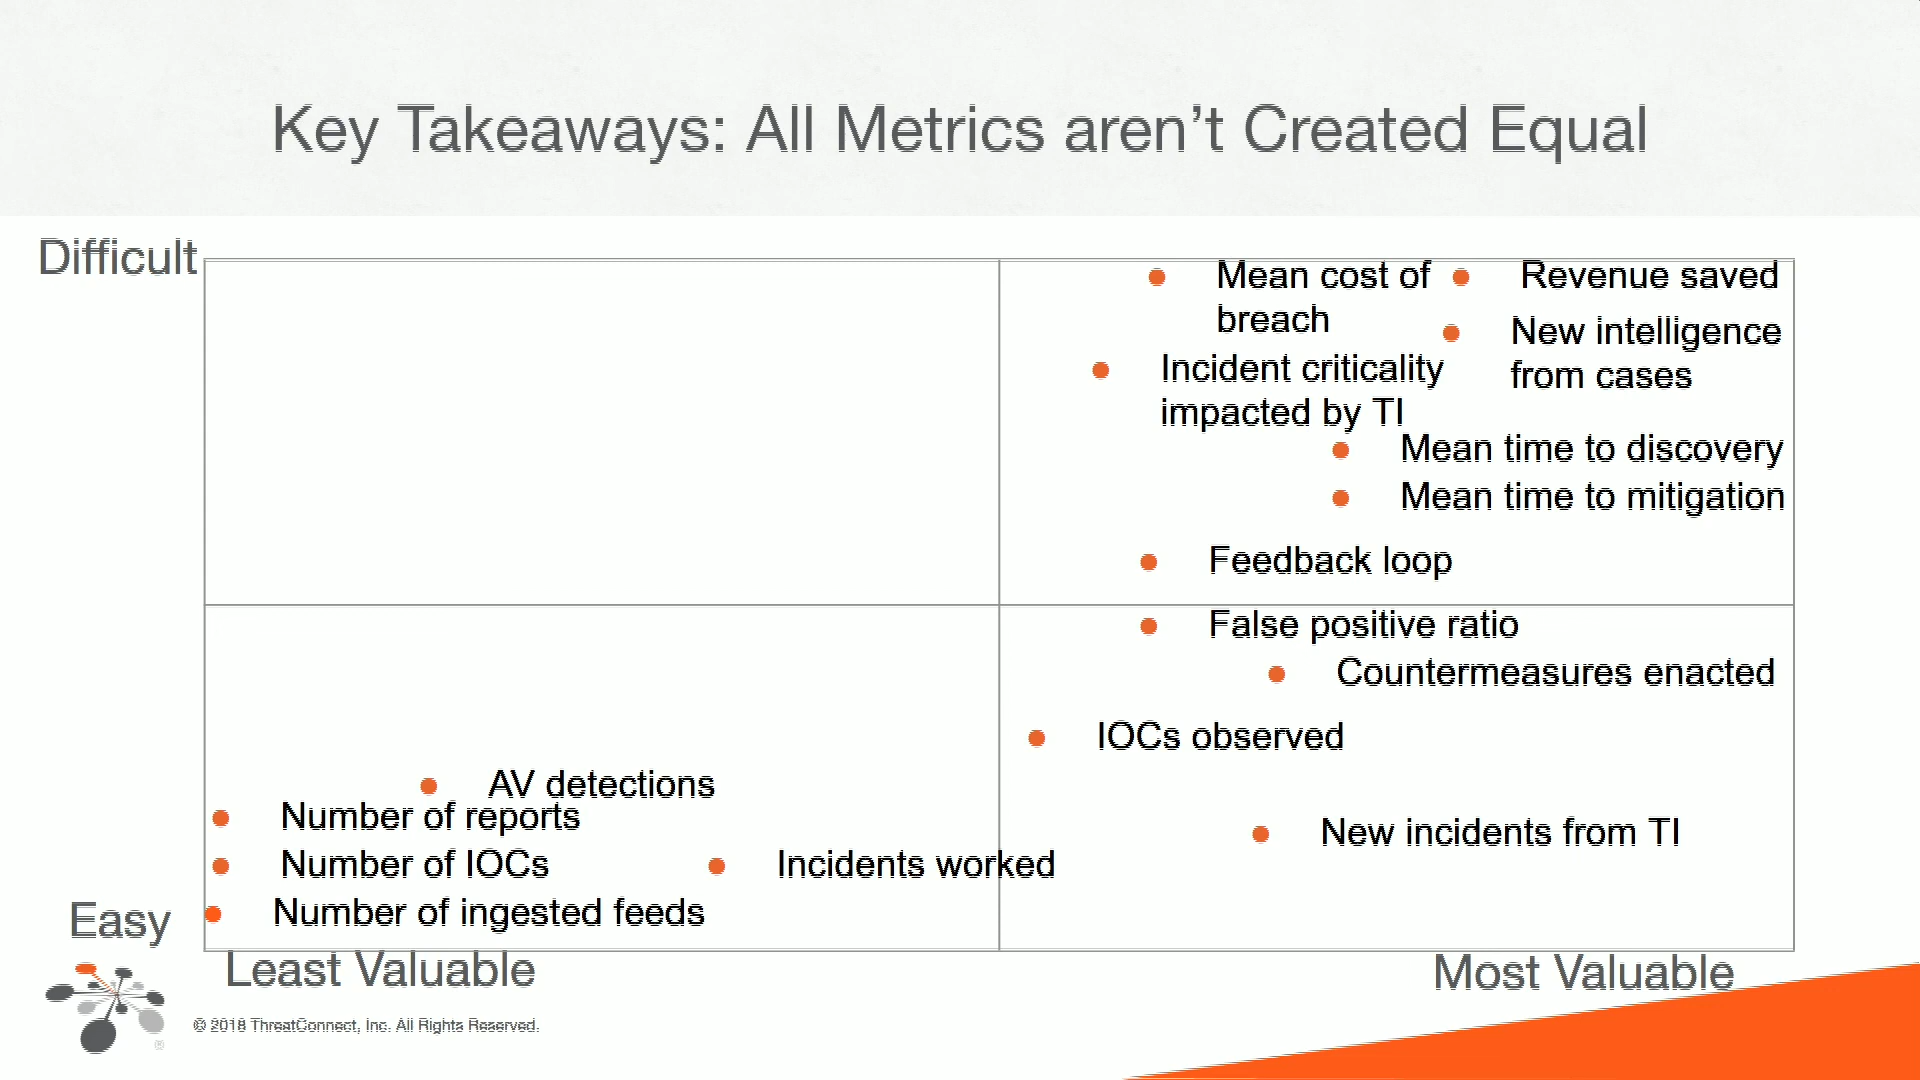 Key Takeaways: All Metrics aren’t Created Equal
Difficult
Mean cost of
breach
Revenue saved
New intelligence
from cases
Incident criticality
impacted by TI
Mean time to discovery
Mean time to mitigation
Feedback loop
False positive ratio
Countermeasures enacted
IOCs observed
AV detections
Number of reports
New incidents from TI
Number of IOCs
Incidents worked
Number of ingested feeds
Easy
Least Valuable
Most Valuable
© 2018 ThreatConnect, Inc. All Rights Reserved.
®